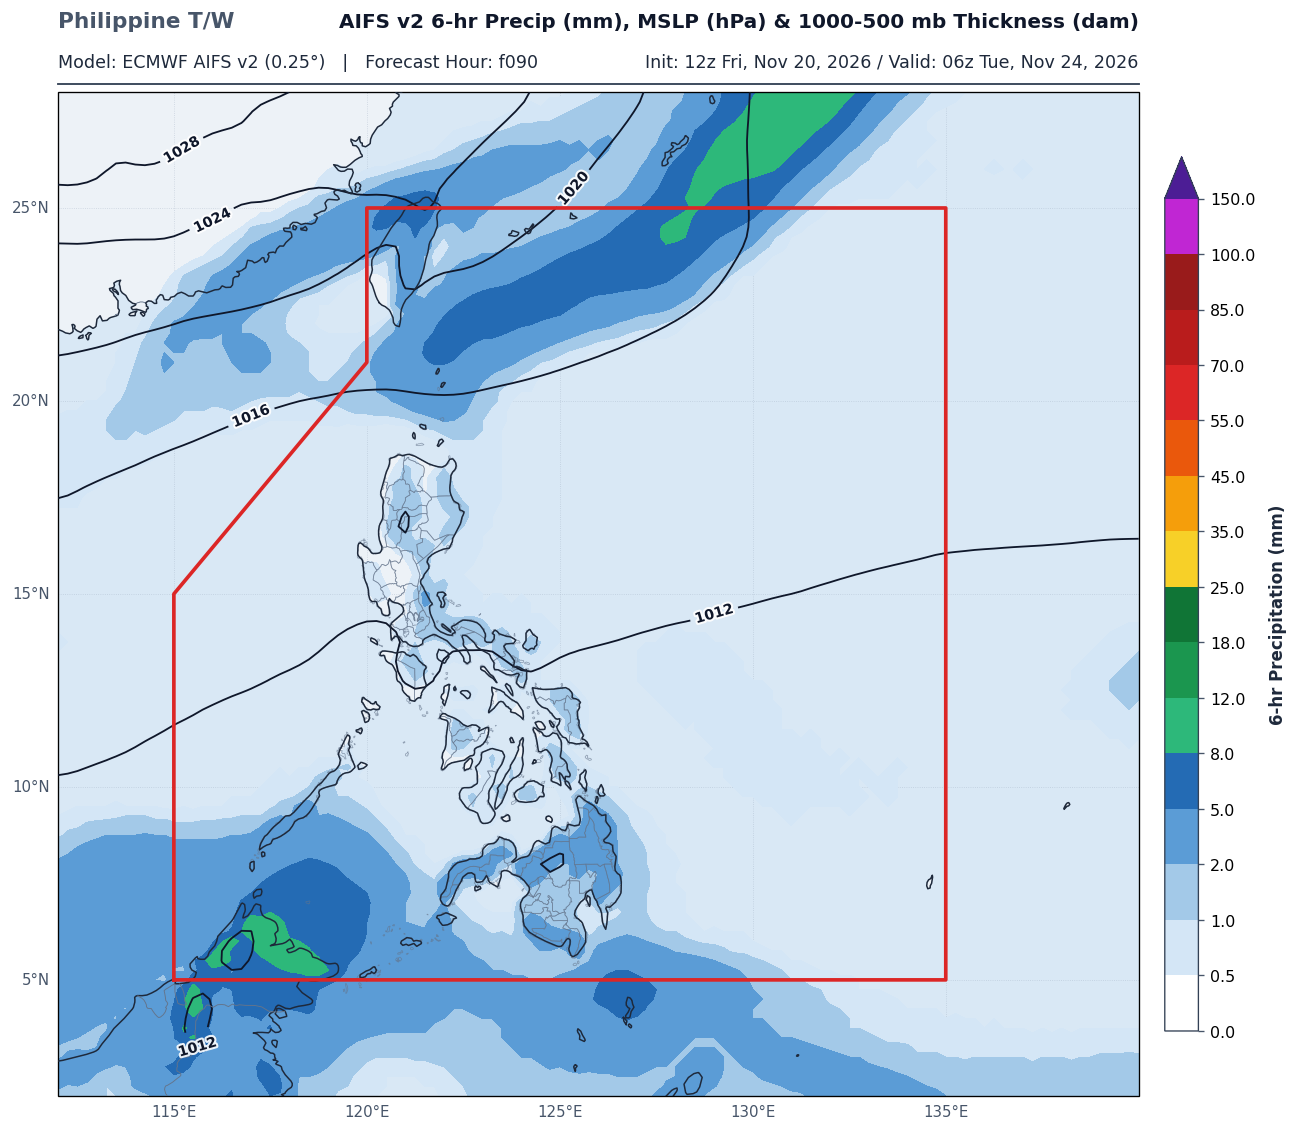 Philippine T/W
AIFS v2 6-hr Precip (mm), MSLP (hPa) & 1000-500 mb Thickness (dam)
Model: ECMWF AIFS v2 (0.25°) | Forecast Hour: f090
Init: 12z Fri, Nov 20, 2026 / Valid: 06z Tue, Nov 24, 2026
1028
1024
1020
1016
1012
1012
25°N
20°N
15°N
10°N
5°N
115°E
120°E
125°E
130°E
135°E
150.0
100.0
85.0
70.0
55.0
45.0
35.0
25.0
18.0
12.0
8.0
5.0
2.0
1.0
0.5
0.0
6-hr Precipitation (mm)